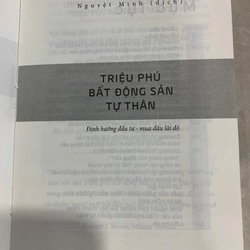 Nguyệt Minh (dịch)
TRIỆU PHÚ
BẤT ĐỘNG SẢN
TỰ THÂN
Định hướng đầu tư - mua đâu lãi đó